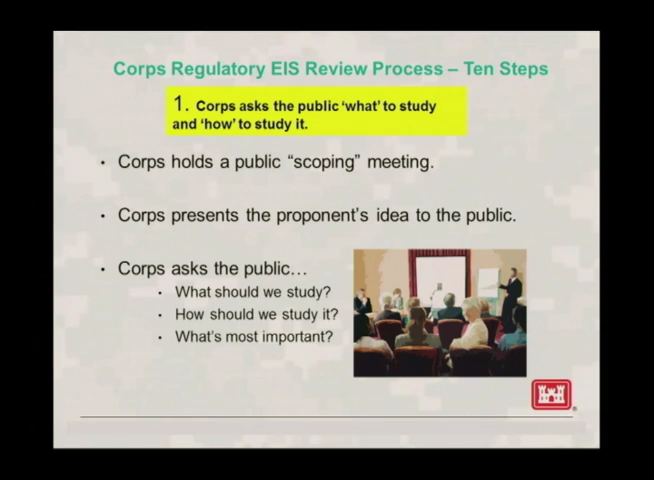 Corps Regulatory EIS Review Process – Ten Steps
1. Corps asks the public ‘what’ to study
and ‘how’ to study it.
• Corps holds a public “scoping” meeting.
• Corps presents the proponent’s idea to the public.
• Corps asks the public…
• What should we study?
• How should we study it?
• What’s most important?
®